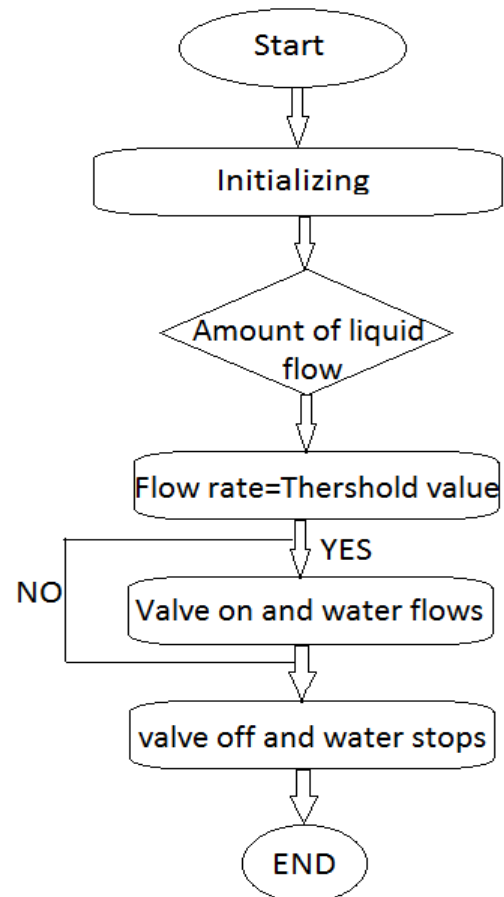 Start
Initializing
Amount of liquid
flow
Flow rate=Thershold value
YES
NO
Valve on and water flows
valve off and water stops
END